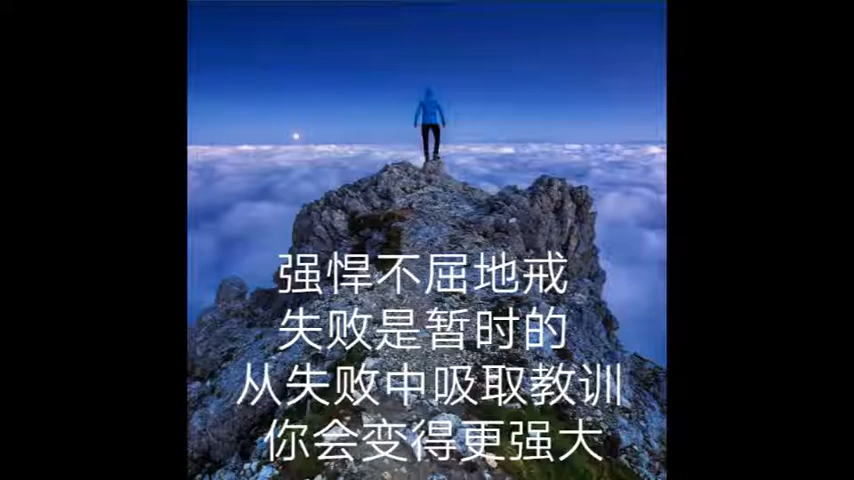 强悍不屈地戒
失败是暂时的
从失败中吸取教训
你会变得更强大